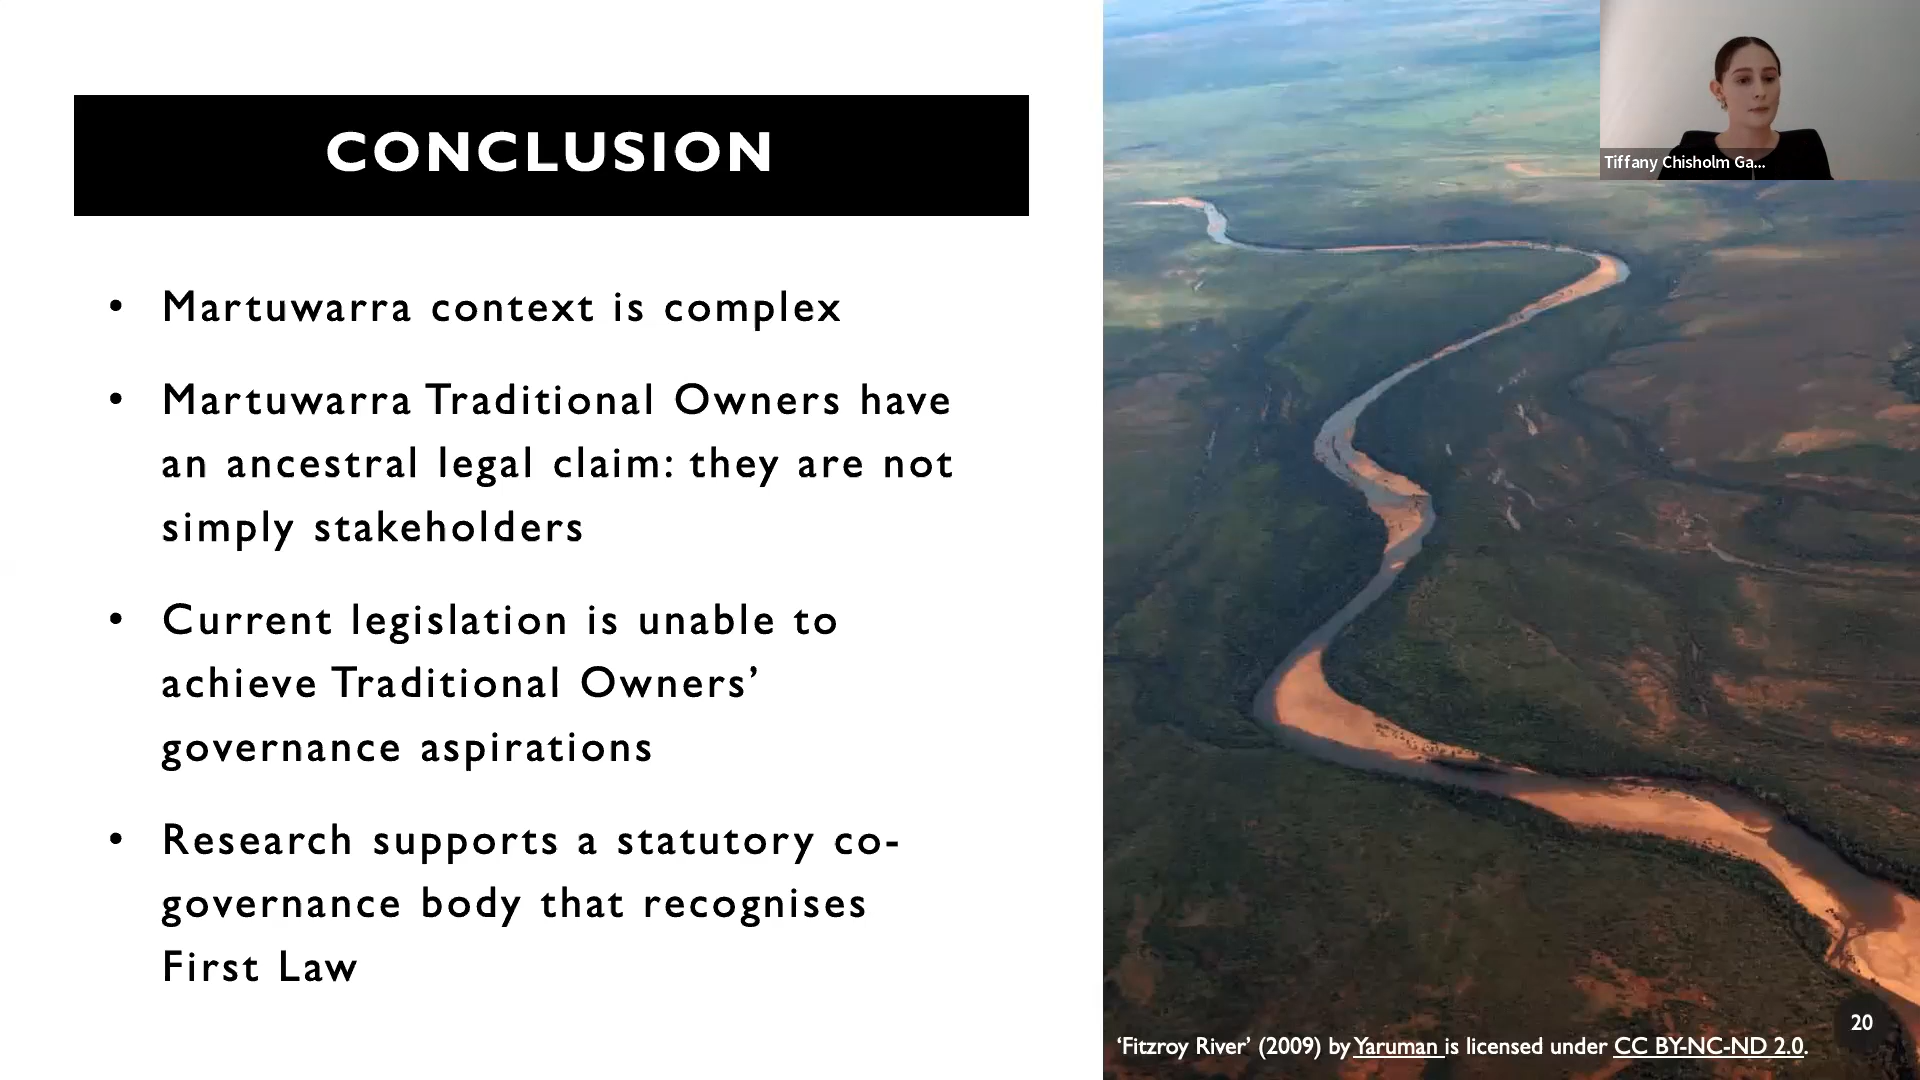 CONCLUSION
• Martuwarra context is complex
• Martuwarra Traditional Owners have
an ancestral legal claim: they are not
simply stakeholders
• Current legislation is unable to
achieve Traditional Owners’
governance aspirations
• Research supports a statutory co-
governance body that recognises
First Law
Tiffany Chisholm Ga...
‘Fitzroy River’ (2009) by Yaruman is licensed under CC BY-NC-ND 2.0.
20